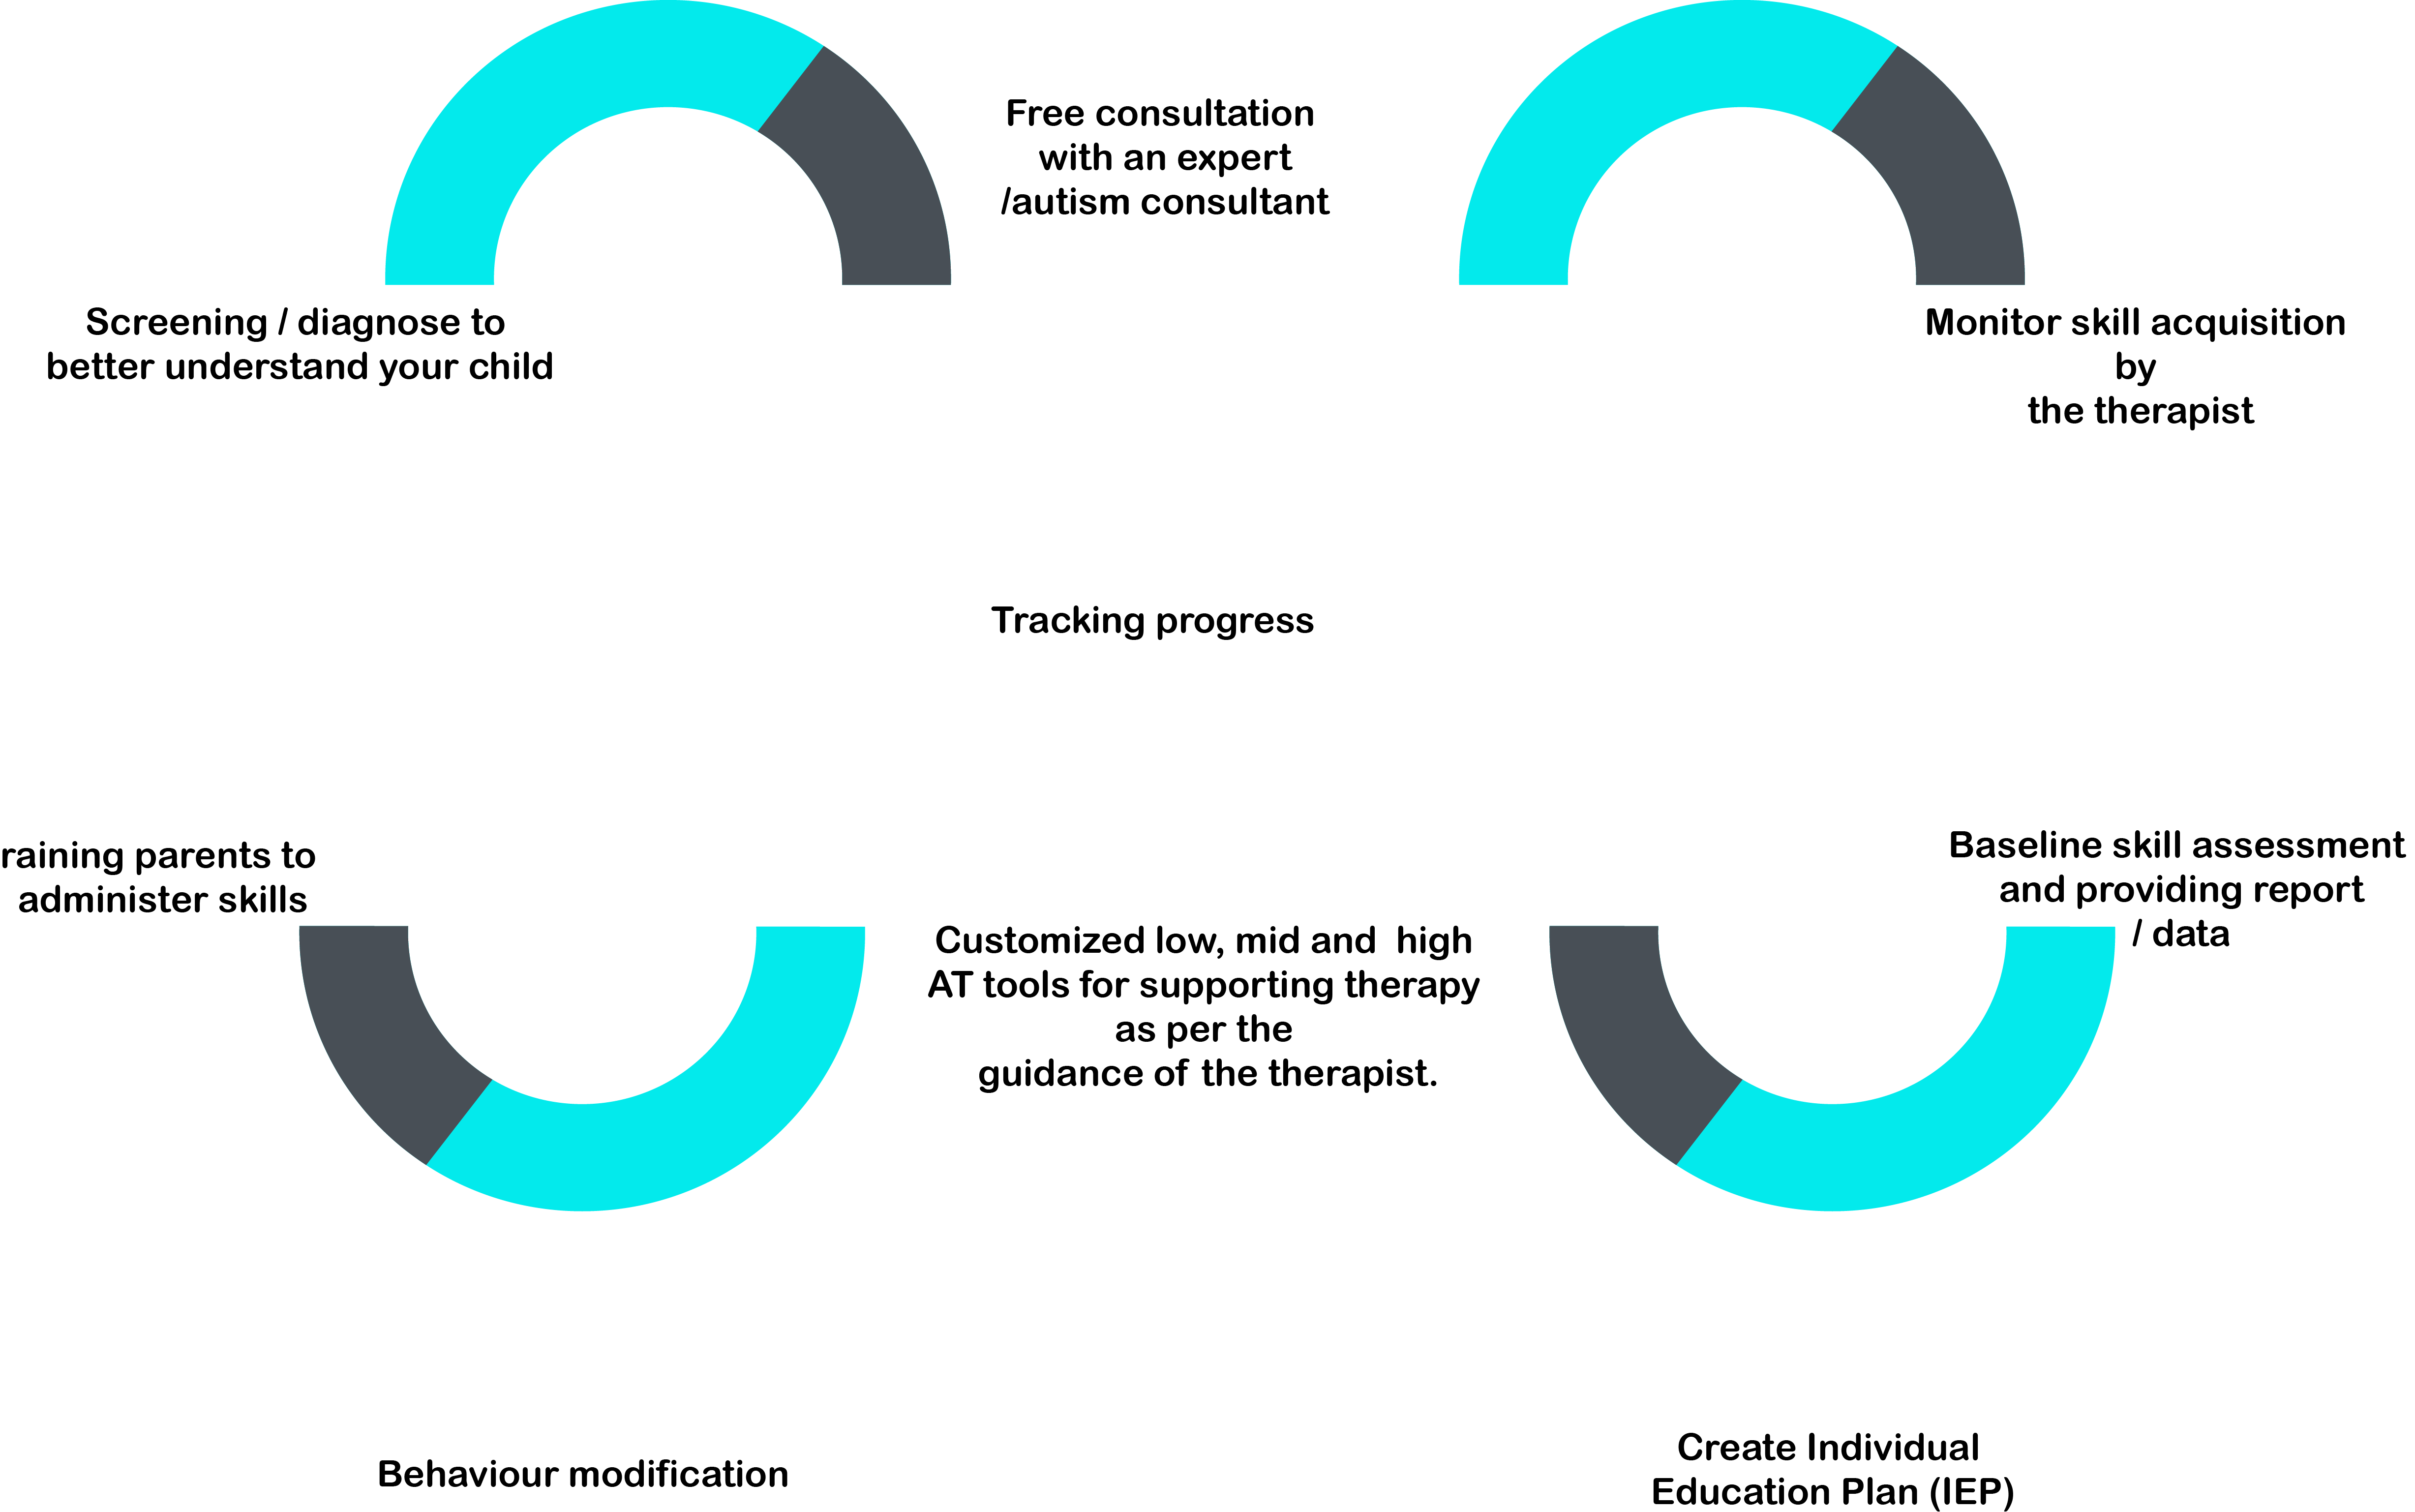 Free consultation
with an expert
/autism consultant
Screening / diagnose to
better understand your child
Monitor skill acquisition
by
the therapist
Tracking progress
raining parents to
administer skills
Baseline skill assessment
and providing report
/ data
Customized low, mid and  high
AT tools for supporting therapy
as per the
guidance of the therapist.
Behaviour modification
Create Individual
Education Plan (IEP)